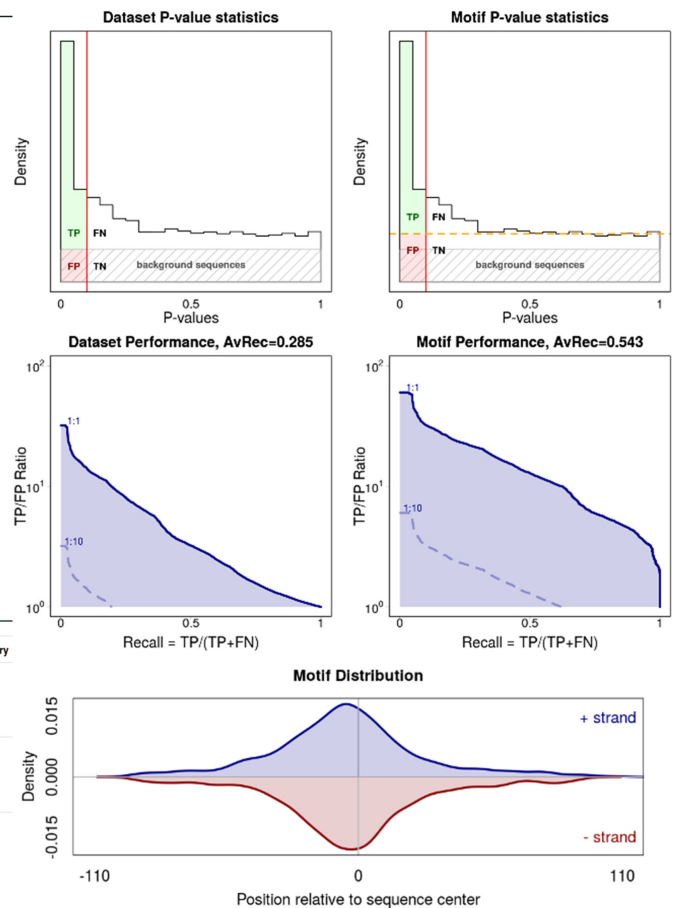 Dataset P-value statistics
Motif P-value statistics
Density
TP
FN
FP
TN
background sequences
0
0.5
1
P-values
Density
TP
FN
FP
TN
background sequences
0
0.5
1
P-values
Dataset Performance, AvRec=0.285
Motif Performance, AvRec=0.543
TP/FP Ratio
10²
10¹
10⁰
1:1
1:10
0
0.5
1
Recall = TP/(TP+FN)
TP/FP Ratio
10²
10¹
10⁰
1:1
1:10
0
0.5
1
Recall = TP/(TP+FN)
ry
Motif Distribution
Density
0.015
0.000
-0.015
+ strand
- strand
-110
0
110
Position relative to sequence center